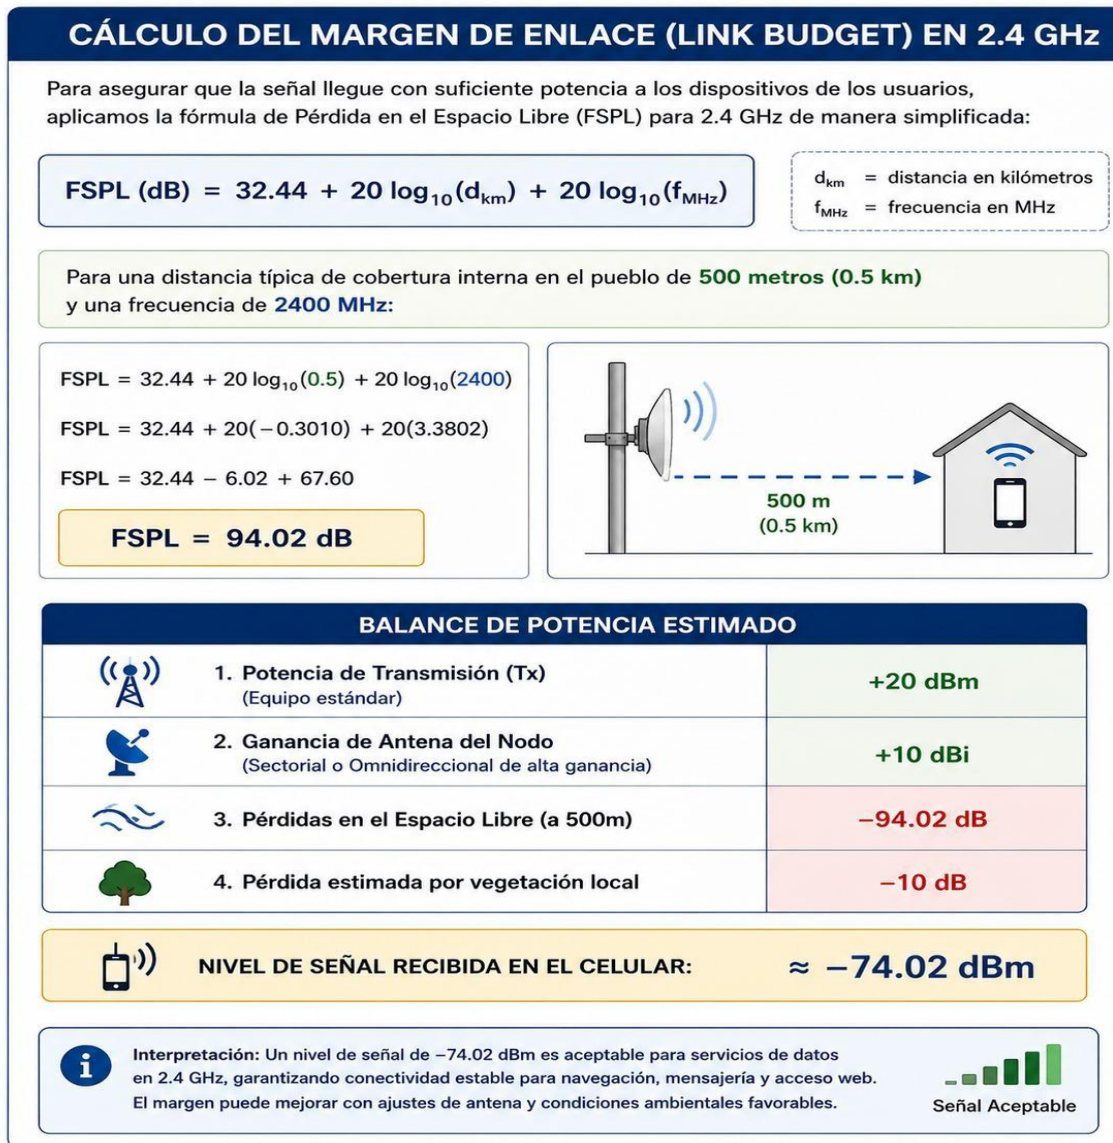 CÁLCULO DEL MARGEN DE ENLACE (LINK BUDGET) EN 2.4 GHz
Para asegurar que la señal llegue con suficiente potencia a los dispositivos de los usuarios,
aplicamos la fórmula de Pérdida en el Espacio Libre (FSPL) para 2.4 GHz de manera simplificada:
FSPL (dB) = 32.44 + 20 log₁₀(dₖₘ) + 20 log₁₀(f_MHz)
dₖₘ = distancia en kilómetros
f_MHz = frecuencia en MHz
Para una distancia típica de cobertura interna en el pueblo de 500 metros (0.5 km)
y una frecuencia de 2400 MHz:
FSPL = 32.44 + 20 log₁₀(0.5) + 20 log₁₀(2400)
FSPL = 32.44 + 20(−0.3010) + 20(3.3802)
FSPL = 32.44 − 6.02 + 67.60
FSPL = 94.02 dB
500 m
(0.5 km)
BALANCE DE POTENCIA ESTIMADO
1. Potencia de Transmisión (Tx)
(Equipo estándar)
+20 dBm
2. Ganancia de Antena del Nodo
(Sectorial o Omnidireccional de alta ganancia)
+10 dBi
3. Pérdidas en el Espacio Libre (a 500m)
−94.02 dB
4. Pérdida estimada por vegetación local
−10 dB
NIVEL DE SEÑAL RECIBIDA EN EL CELULAR: ≈ −74.02 dBm
i
Interpretación: Un nivel de señal de −74.02 dBm es aceptable para servicios de datos
en 2.4 GHz, garantizando conectividad estable para navegación, mensajería y acceso web.
El margen puede mejorar con ajustes de antena y condiciones ambientales favorables.
Señal Aceptable